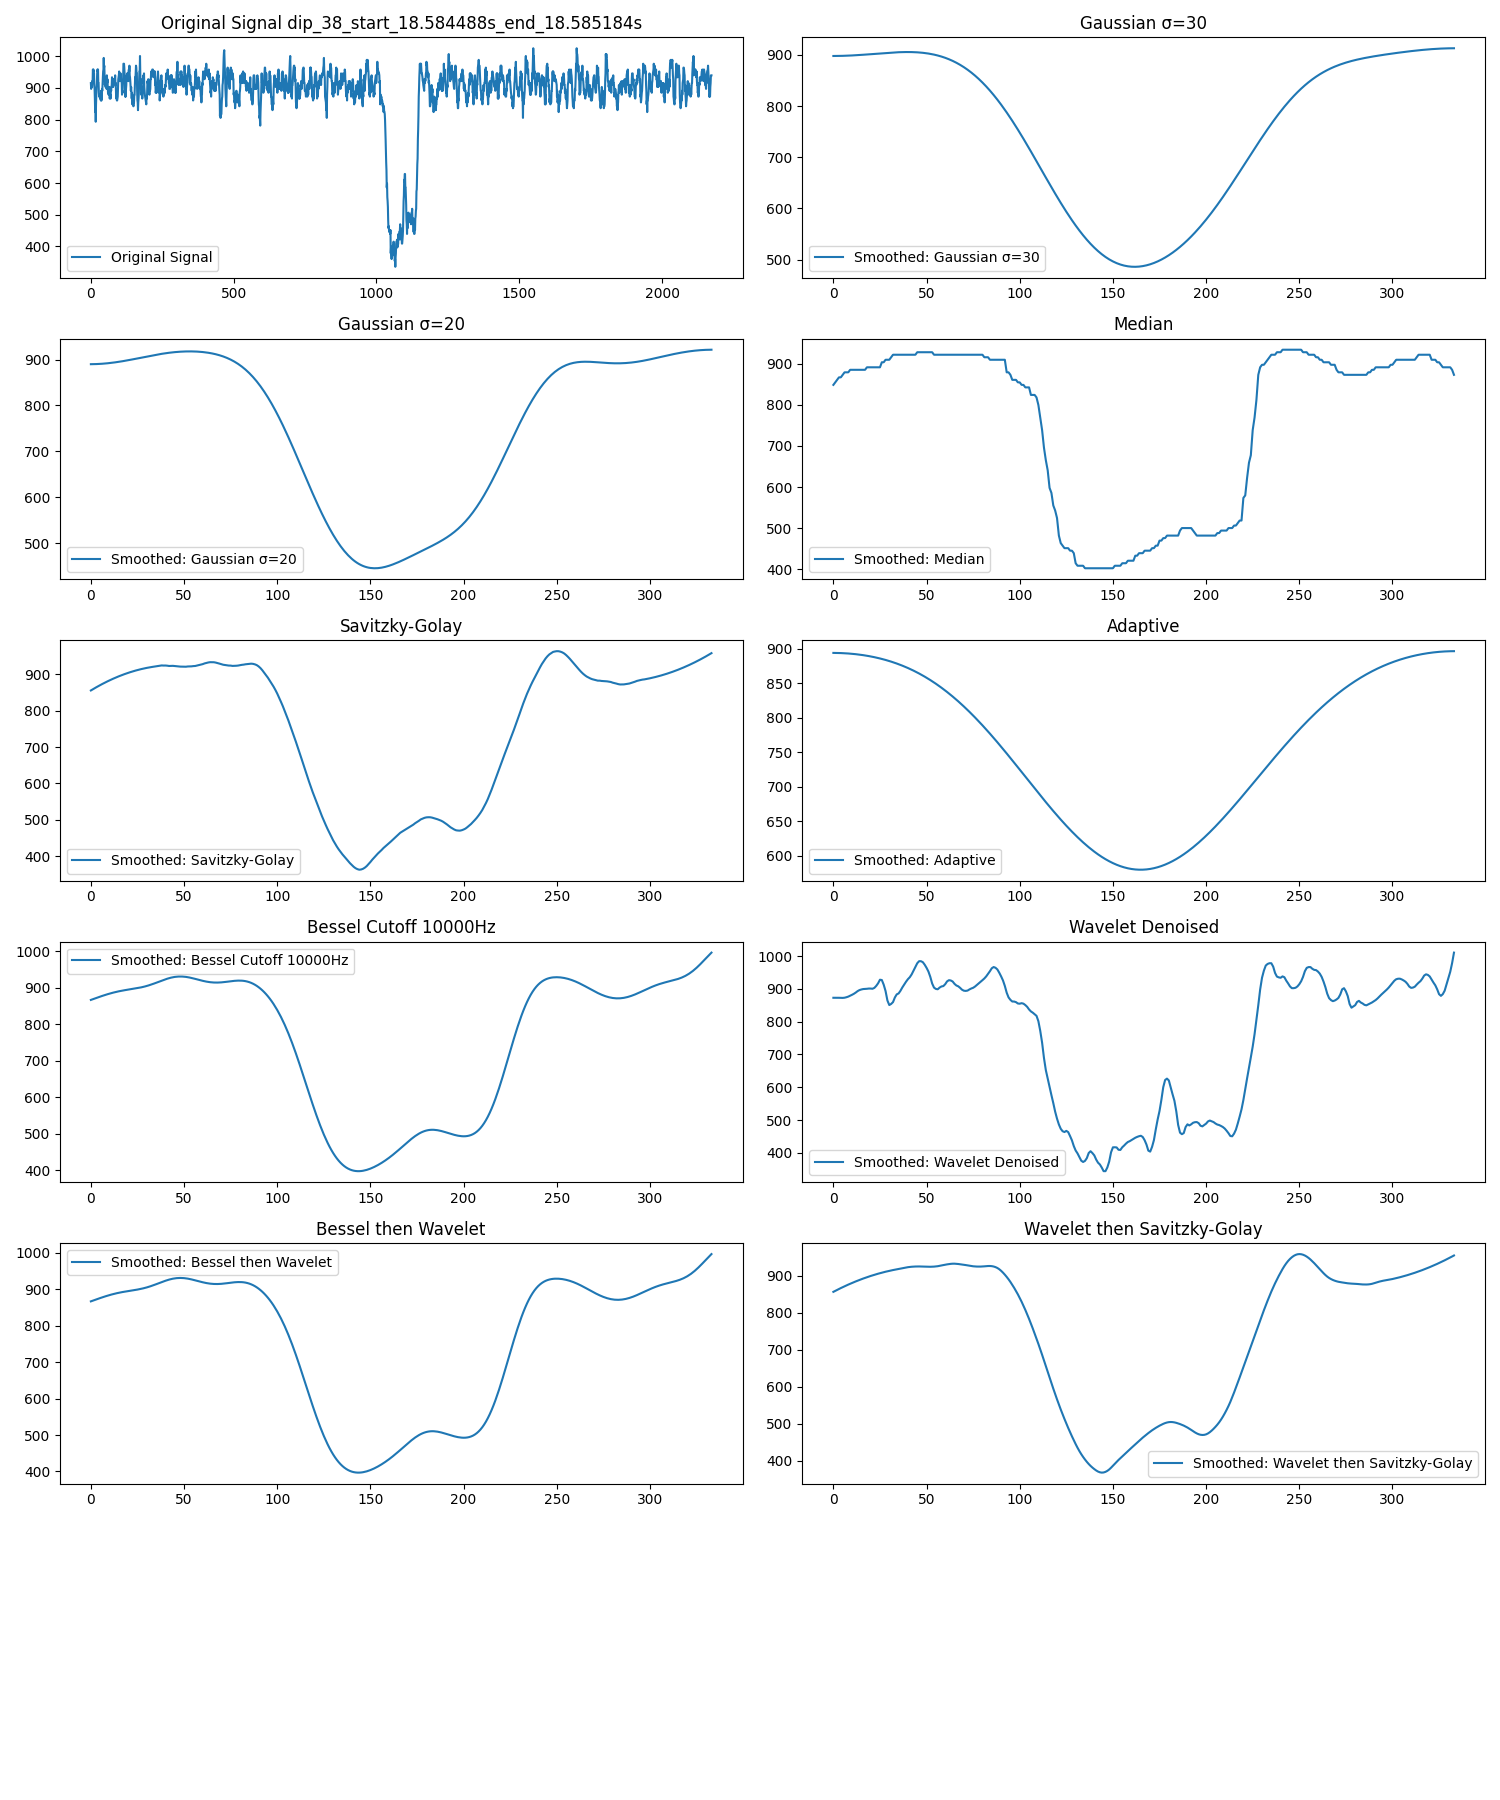 Original Signal dip_38_start_18.584488s_end_18.585184s
1000
900
800
700
600
500
400
Original Signal
0 500 1000 1500 2000
Gaussian σ=30
900
800
700
600
500
Smoothed: Gaussian σ=30
0 50 100 150 200 250 300
Gaussian σ=20
900
800
700
600
500
Smoothed: Gaussian σ=20
0 50 100 150 200 250 300
Median
900
800
700
600
500
400
Smoothed: Median
0 50 100 150 200 250 300
Savitzky-Golay
900
800
700
600
500
400
Smoothed: Savitzky-Golay
0 50 100 150 200 250 300
Adaptive
900
850
800
750
700
650
600
Smoothed: Adaptive
0 50 100 150 200 250 300
Bessel Cutoff 10000Hz
1000
900
800
700
600
500
400
Smoothed: Bessel Cutoff 10000Hz
0 50 100 150 200 250 300
Wavelet Denoised
1000
900
800
700
600
500
400
Smoothed: Wavelet Denoised
0 50 100 150 200 250 300
Bessel then Wavelet
1000
900
800
700
600
500
400
Smoothed: Bessel then Wavelet
0 50 100 150 200 250 300
Wavelet then Savitzky-Golay
900
800
700
600
500
400
Smoothed: Wavelet then Savitzky-Golay
0 50 100 150 200 250 300